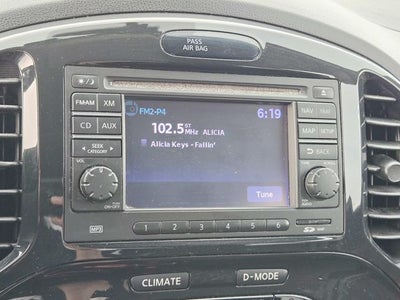 PASS
AIR BAG
FM2-P4
6:19
FM•AM
XM
NAV
102.5 ST MHz ALICIA
CD
AUX
MAP
SETUP
Alicia Keys - Fallin'
SEEK
CATEGORY
BACK
VOL
Tune
MP3
1 2 3 4 5 6
CLIMATE
D-MODE